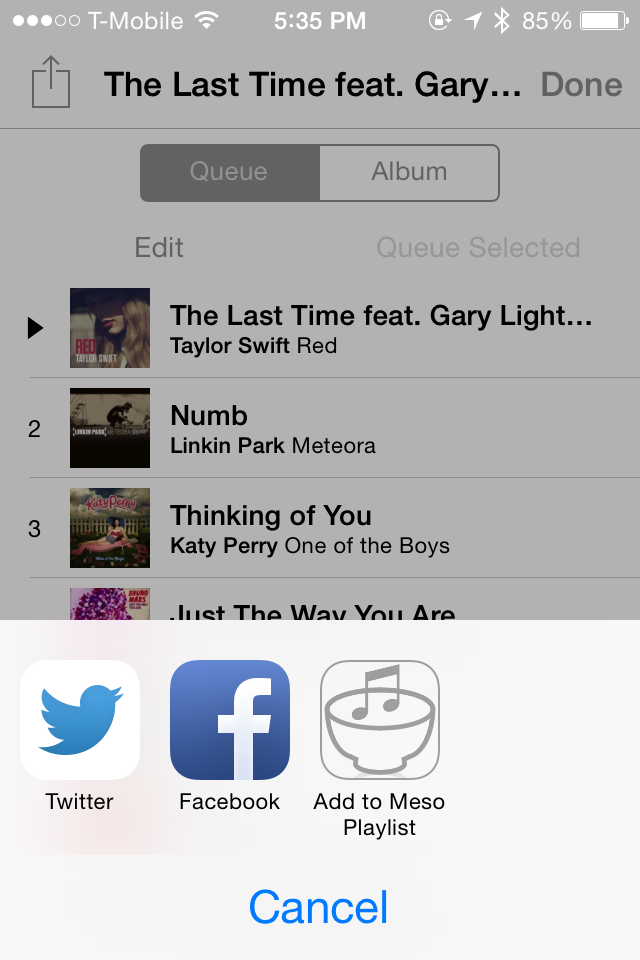 T-Mobile 5:35 PM 85%
The Last Time feat. Gary... Done
Queue Album
Edit Queue Selected
The Last Time feat. Gary Light...
RED
TAYLOR SWIFT
Taylor Swift Red
2 Numb
LINKIN PARK METEORA
Linkin Park Meteora
3 Thinking of You
Katy Perry
Katy Perry One of the Boys
BRUNO
MARS
Just The Way You Are
Twitter Facebook Add to Meso
Playlist
Cancel